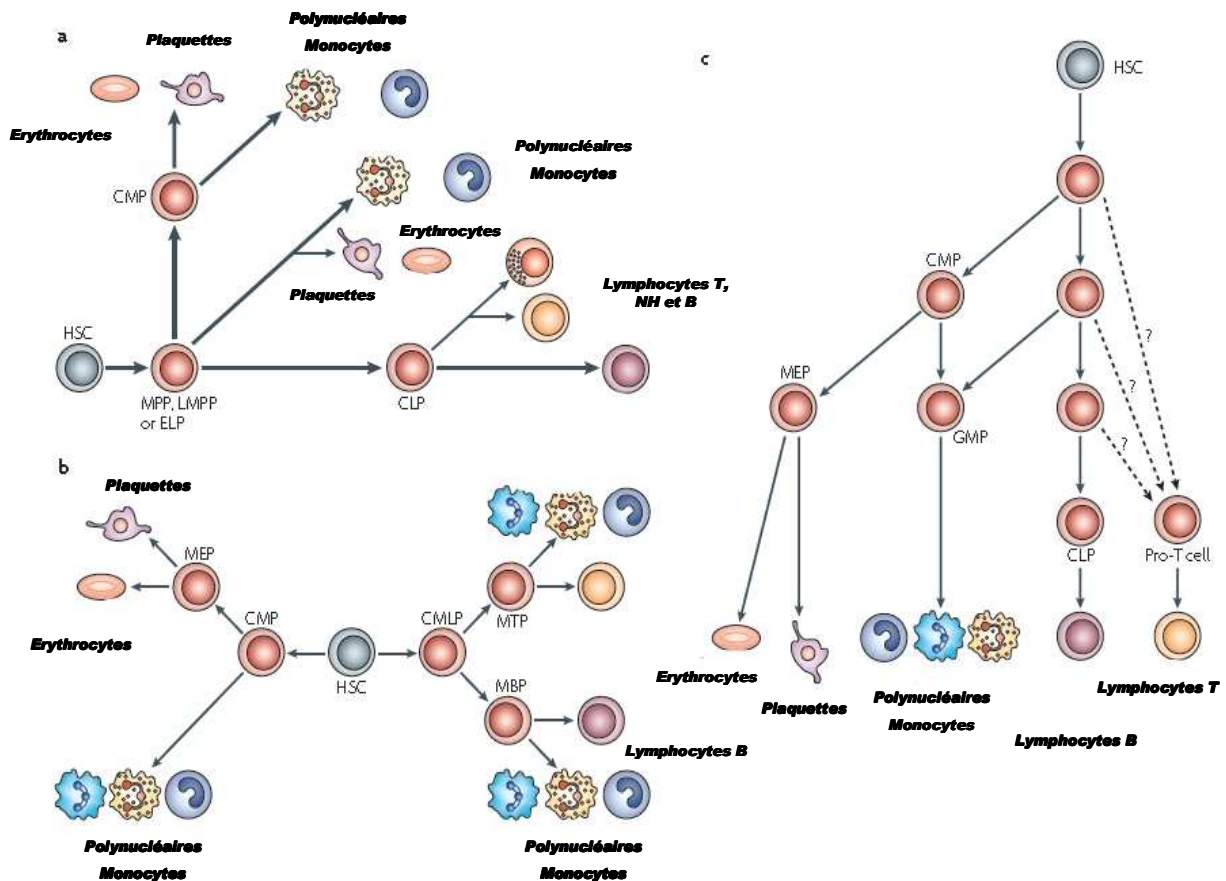 a
Plaquettes
Polynucléaires
Monocytes
Erythrocytes
CMP
Polynucléaires
Monocytes
Erythrocytes
Plaquettes
Lymphocytes T,
NH et B
HSC
MPP, LMPP
or ELP
CLP
b
Plaquettes
MEP
Erythrocytes
CMP
HSC
CMLP
MTP
MBP
Lymphocytes B
Polynucléaires
Monocytes
Polynucléaires
Monocytes
c
HSC
CMP
?
MEP
?
GMP
?
CLP
Pro-T cell
Erythrocytes
Plaquettes
Polynucléaires
Monocytes
Lymphocytes T
Lymphocytes B